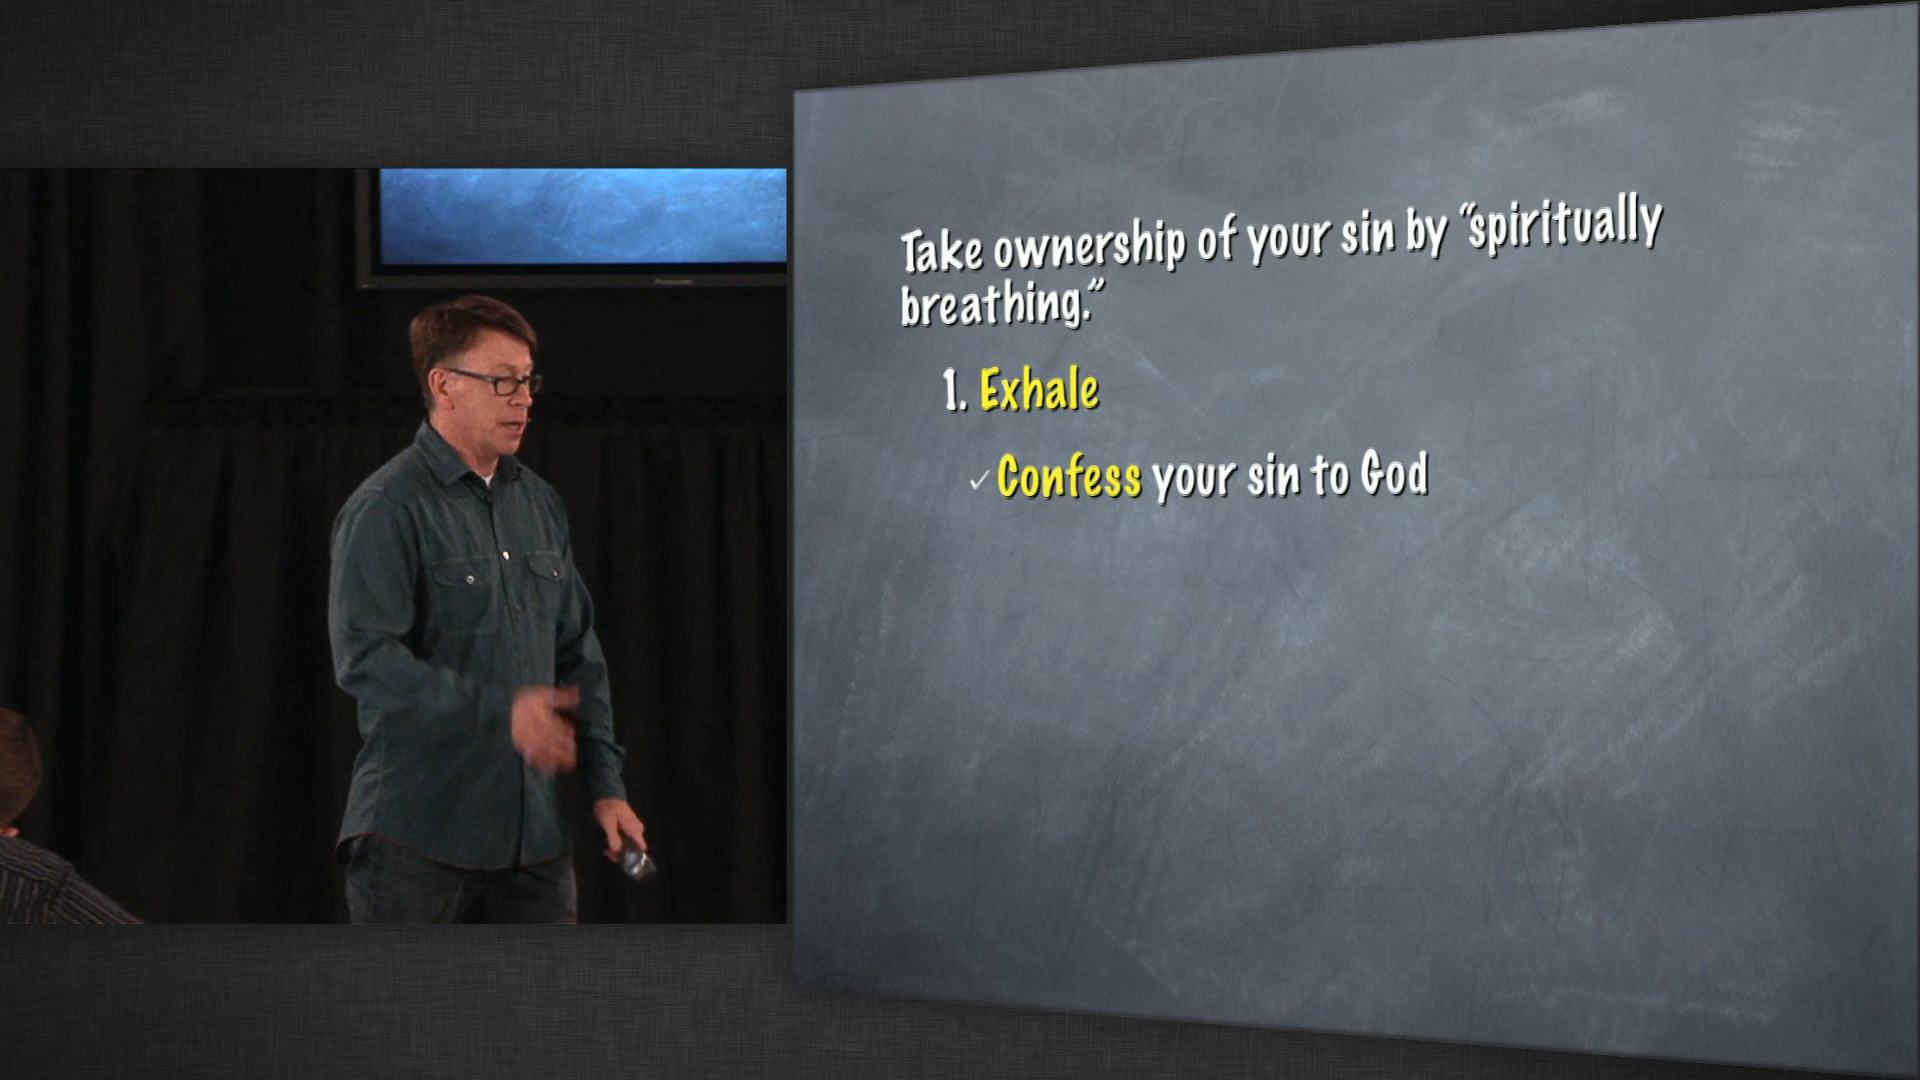 Take ownership of your sin by “spiritually
breathing.”
1. Exhale
✓ Confess your sin to God